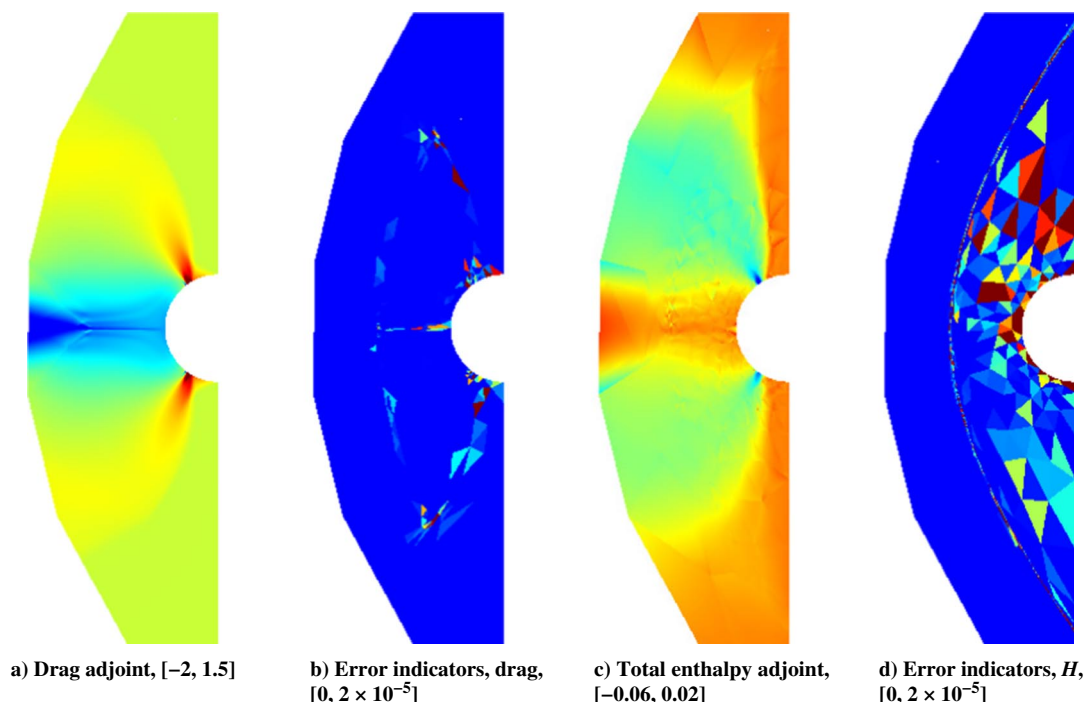 a) Drag adjoint, [−2, 1.5]
b) Error indicators, drag,
[0, 2 × 10⁻⁵]
c) Total enthalpy adjoint,
[−0.06, 0.02]
d) Error indicators, H,
[0, 2 × 10⁻⁵]